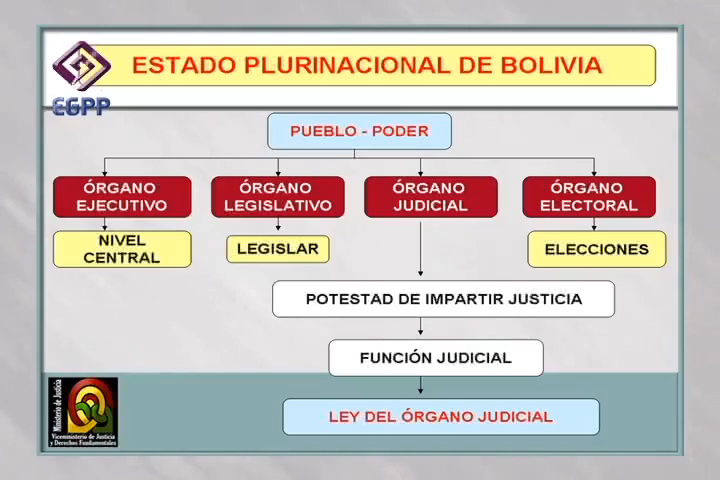 ESTADO PLURINACIONAL DE BOLIVIA
EGPP
PUEBLO - PODER
ÓRGANO
EJECUTIVO
ÓRGANO
LEGISLATIVO
ÓRGANO
JUDICIAL
ÓRGANO
ELECTORAL
NIVEL
CENTRAL
LEGISLAR
ELECCIONES
POTESTAD DE IMPARTIR JUSTICIA
FUNCIÓN JUDICIAL
LEY DEL ÓRGANO JUDICIAL
Ministerio de Justicia
Viceministerio de Justicia
y Derechos Fundamentales